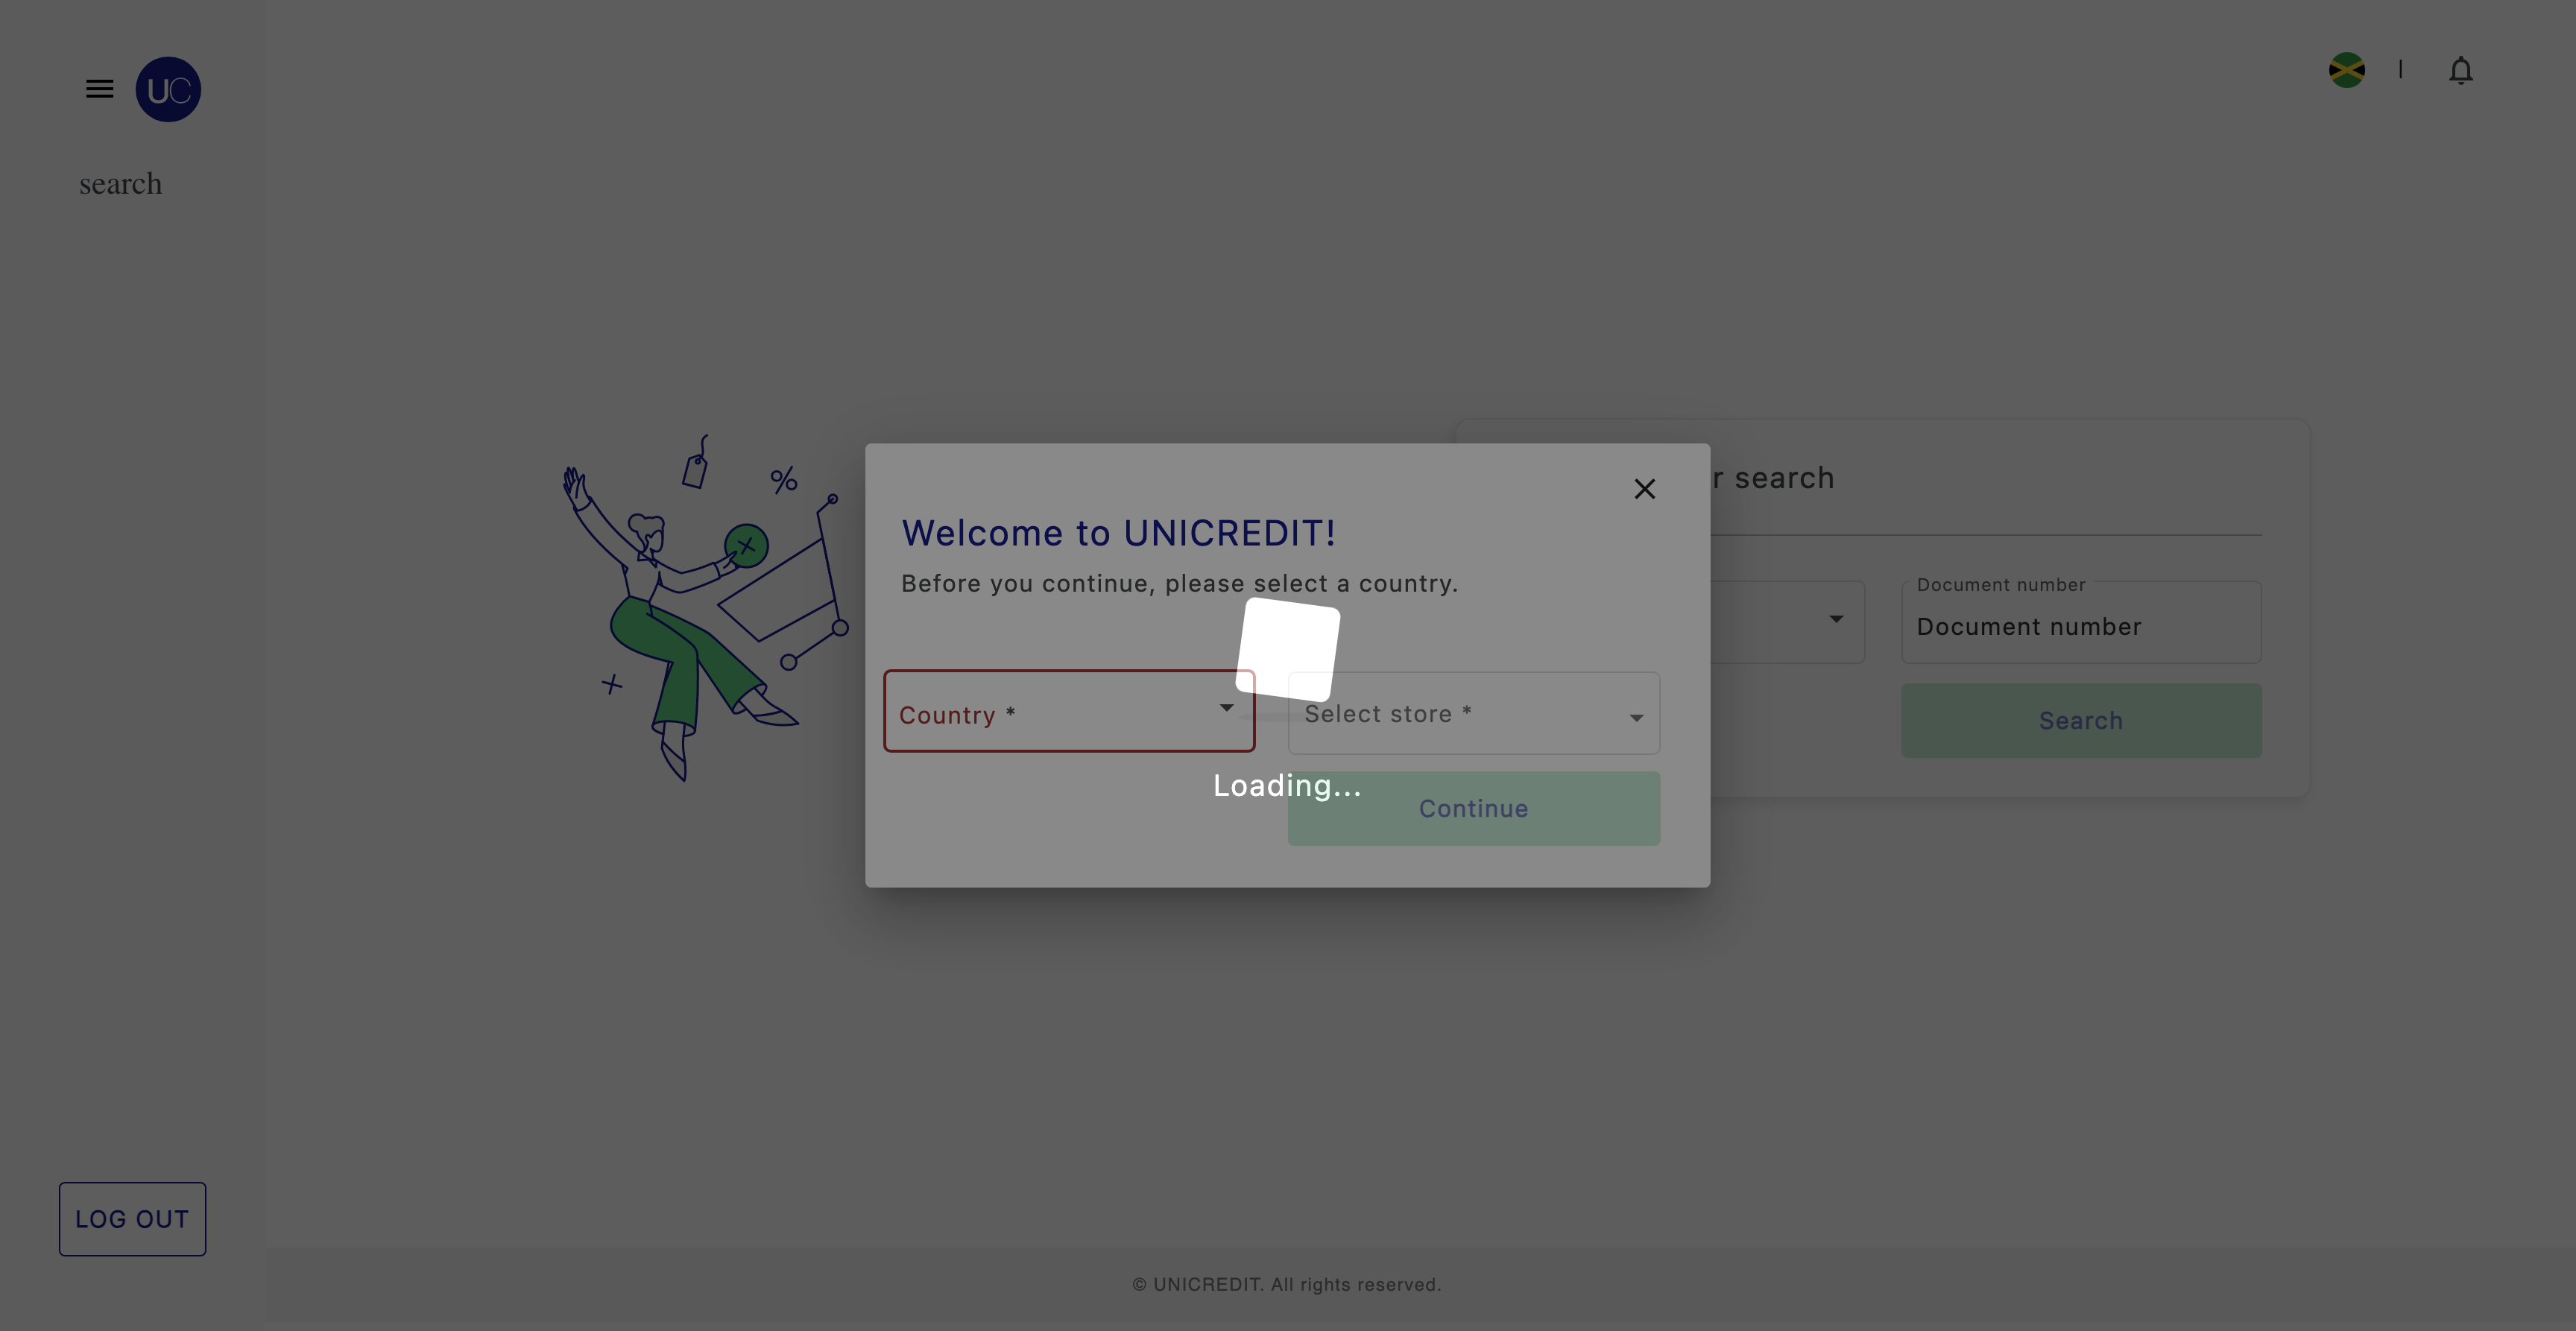 UC
search
r search
Welcome to UNICREDIT!
Before you continue, please select a country.
Document number
Document number
Country *
Select store *
Search
Loading...
Continue
LOG OUT
© UNICREDIT. All rights reserved.